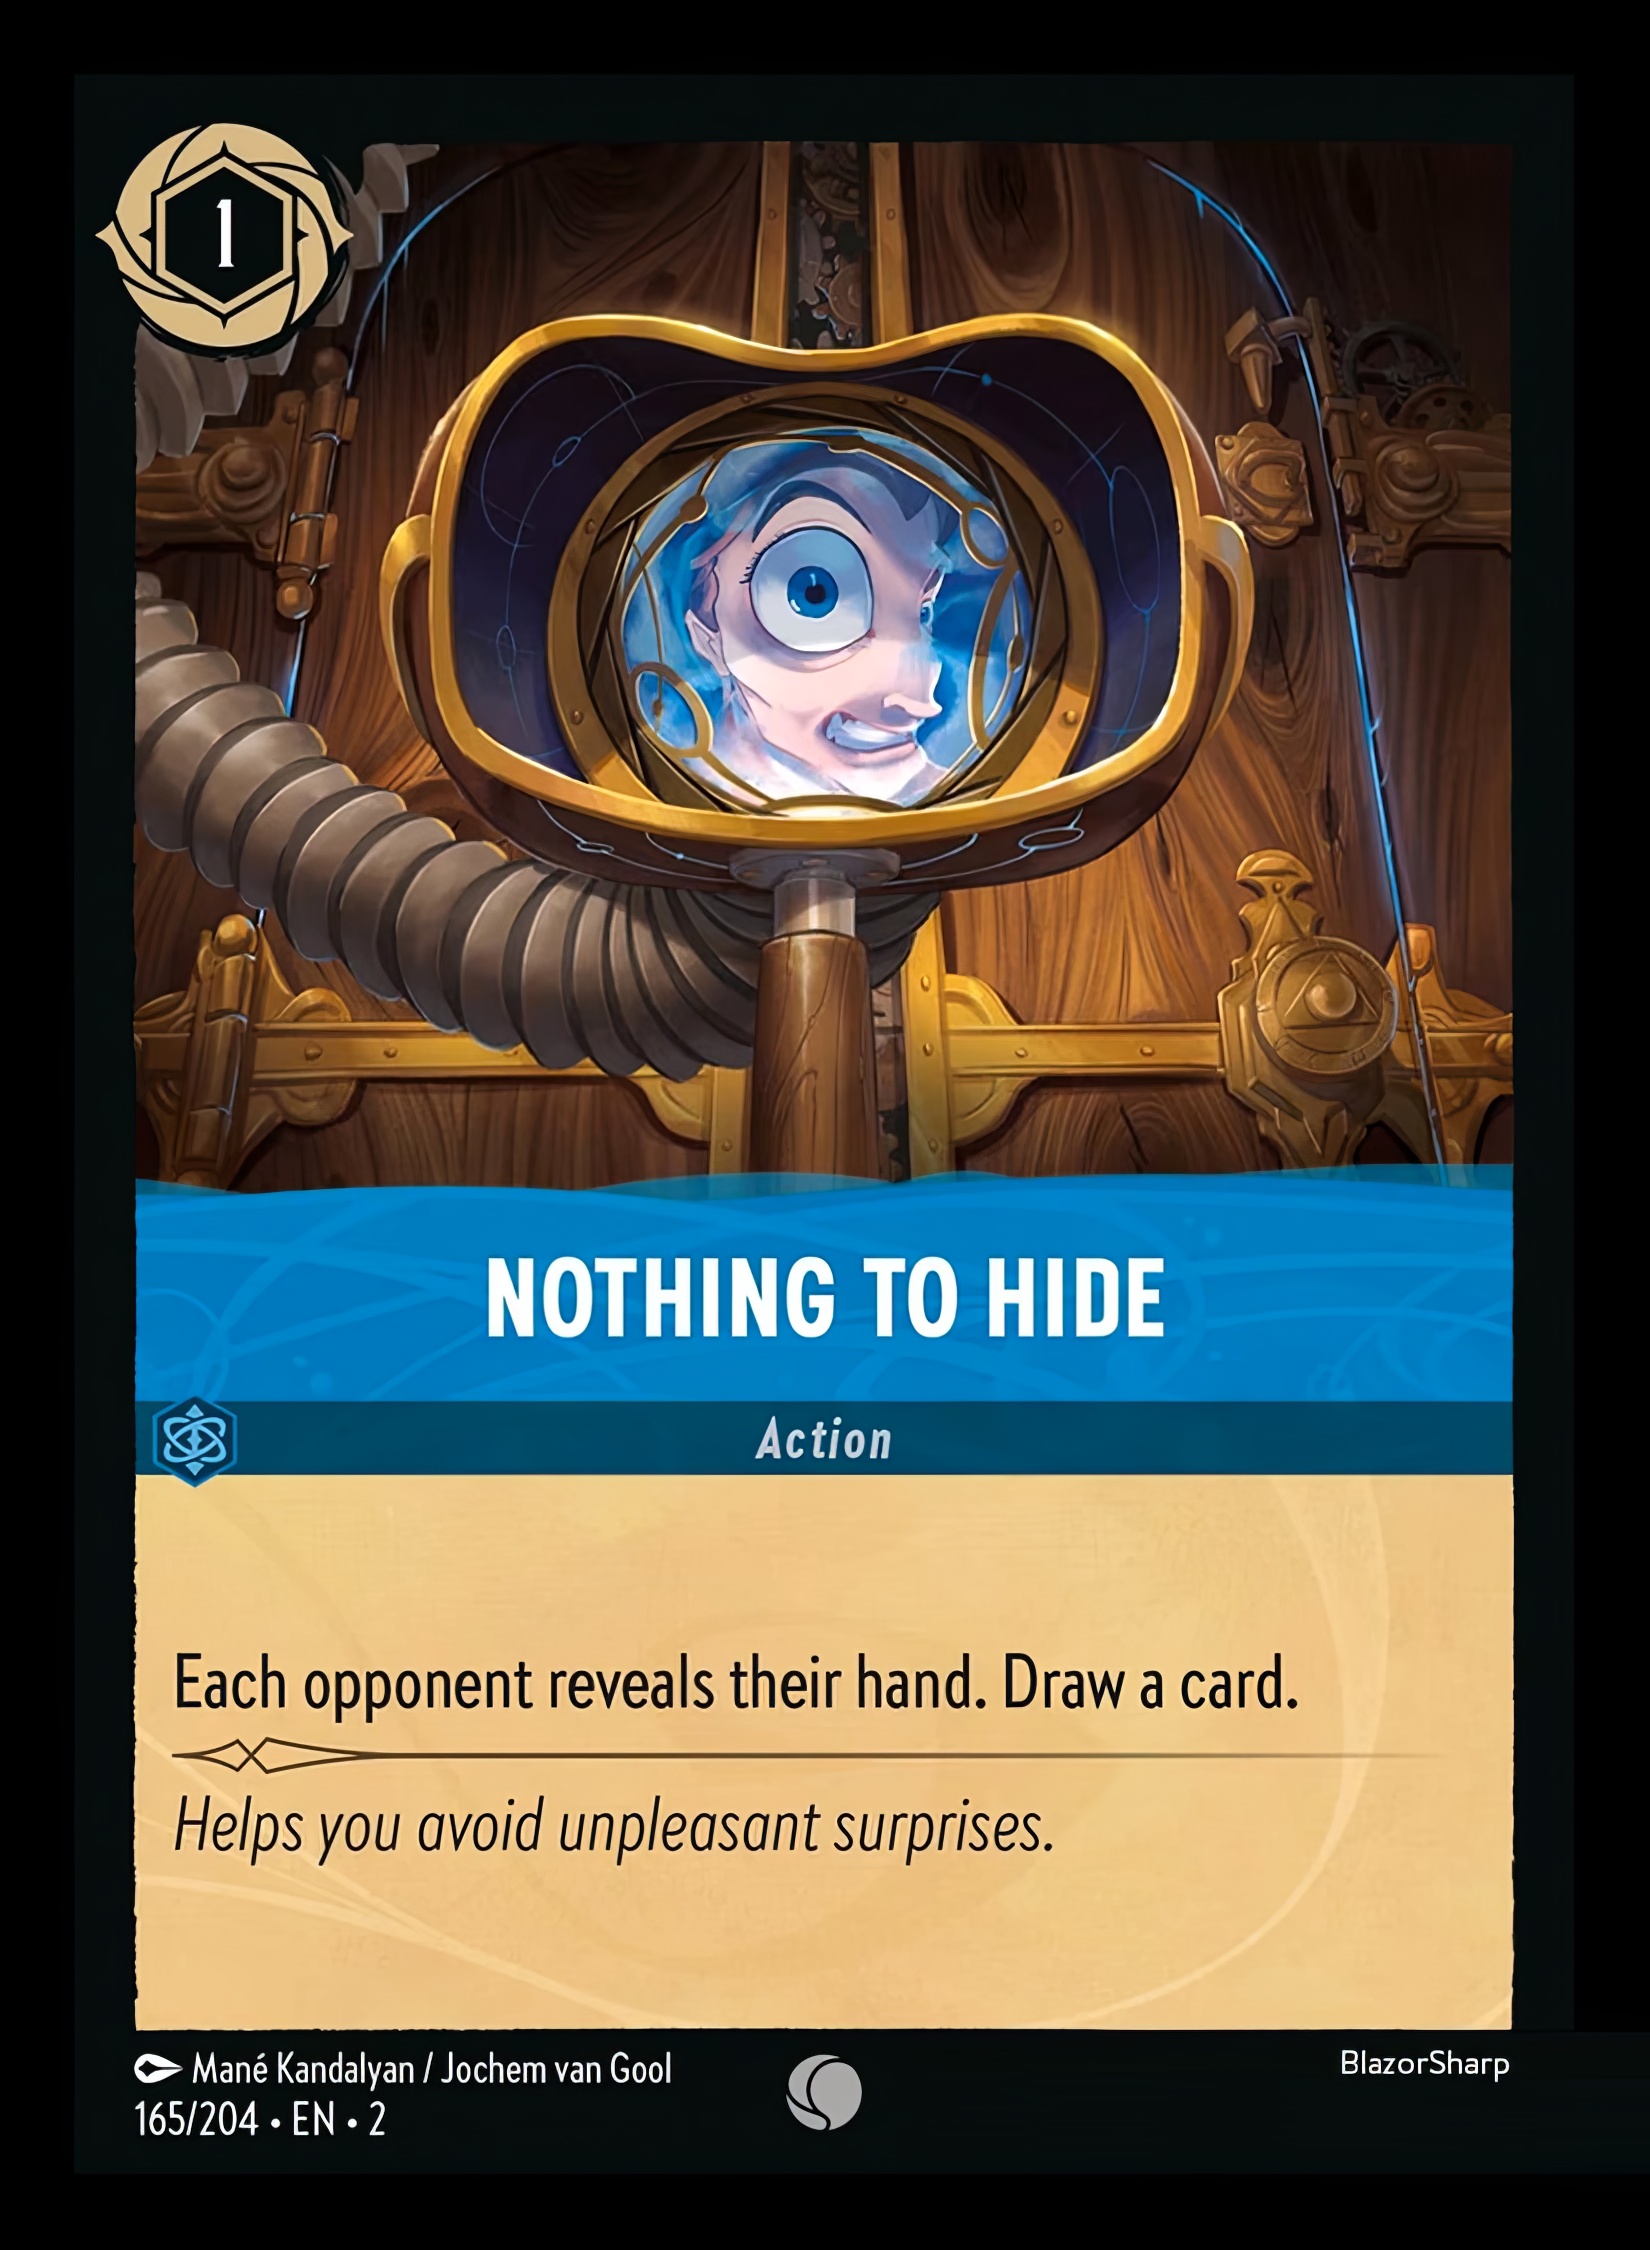 1
NOTHING TO HIDE
Action
Each opponent reveals their hand. Draw a card.
Helps you avoid unpleasant surprises.
Mané Kandalyan / Jochem van Gool
BlazorSharp
165/204 • EN • 2